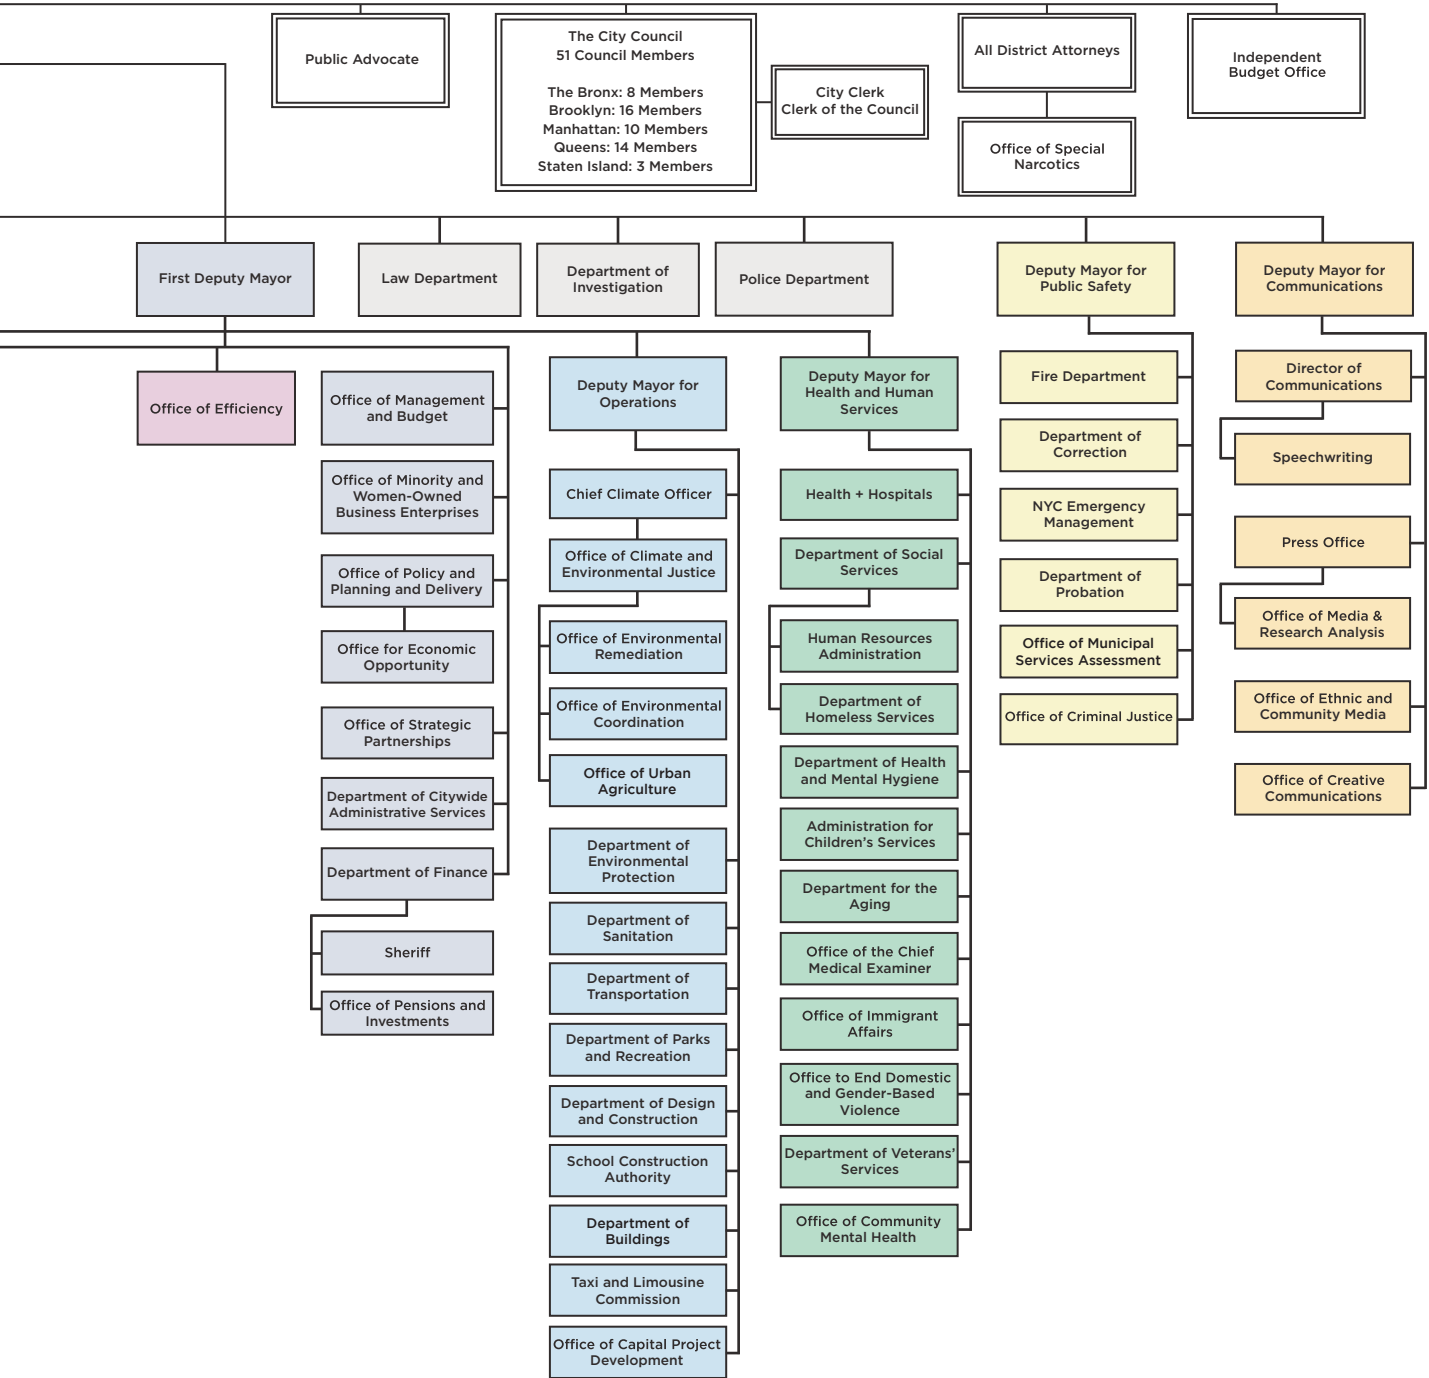 Public Advocate
The City Council
51 Council Members
The Bronx: 8 Members
Brooklyn: 16 Members
Manhattan: 10 Members
Queens: 14 Members
Staten Island: 3 Members
City Clerk
Clerk of the Council
All District Attorneys
Office of Special
Narcotics
Independent
Budget Office
First Deputy Mayor
Law Department
Department of
Investigation
Police Department
Deputy Mayor for
Public Safety
Deputy Mayor for
Communications
Office of Efficiency
Office of Management
and Budget
Office of Minority and
Women-Owned
Business Enterprises
Office of Policy and
Planning and Delivery
Office for Economic
Opportunity
Office of Strategic
Partnerships
Department of Citywide
Administrative Services
Department of Finance
Sheriff
Office of Pensions and
Investments
Deputy Mayor for
Operations
Chief Climate Officer
Office of Climate and
Environmental Justice
Office of Environmental
Remediation
Office of Environmental
Coordination
Office of Urban
Agriculture
Department of
Environmental
Protection
Department of
Sanitation
Department of
Transportation
Department of Parks
and Recreation
Department of Design
and Construction
School Construction
Authority
Department of
Buildings
Taxi and Limousine
Commission
Office of Capital Project
Development
Deputy Mayor for
Health and Human
Services
Health + Hospitals
Department of Social
Services
Human Resources
Administration
Department of
Homeless Services
Department of Health
and Mental Hygiene
Administration for
Children’s Services
Department for the
Aging
Office of the Chief
Medical Examiner
Office of Immigrant
Affairs
Office to End Domestic
and Gender-Based
Violence
Department of Veterans’
Services
Office of Community
Mental Health
Fire Department
Department of
Correction
NYC Emergency
Management
Department of
Probation
Office of Municipal
Services Assessment
Office of Criminal Justice
Director of
Communications
Speechwriting
Press Office
Office of Media &
Research Analysis
Office of Ethnic and
Community Media
Office of Creative
Communications